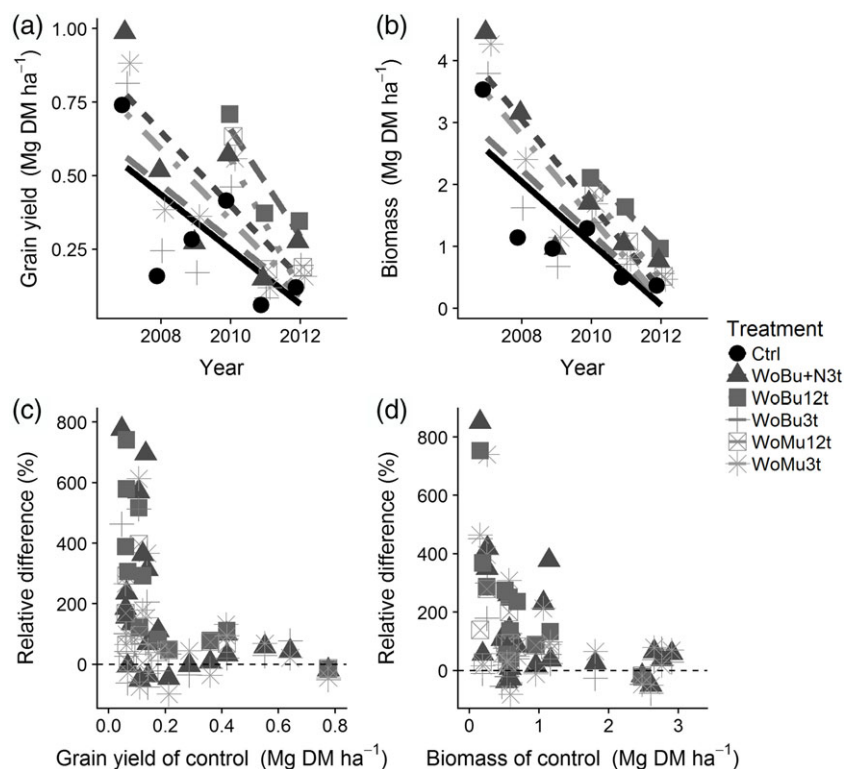 (a)
Grain yield (Mg DM ha⁻¹)
1.00
0.75
0.50
0.25
2008 2010 2012
Year
(b)
Biomass (Mg DM ha⁻¹)
4
3
2
1
0
2008 2010 2012
Year
Treatment
Ctrl
WoBu+N3t
WoBu12t
WoBu3t
WoMu12t
WoMu3t
(c)
Relative difference (%)
800
600
400
200
0
0.0 0.2 0.4 0.6 0.8
Grain yield of control (Mg DM ha⁻¹)
(d)
Relative difference (%)
800
600
400
200
0
0 1 2 3
Biomass of control (Mg DM ha⁻¹)